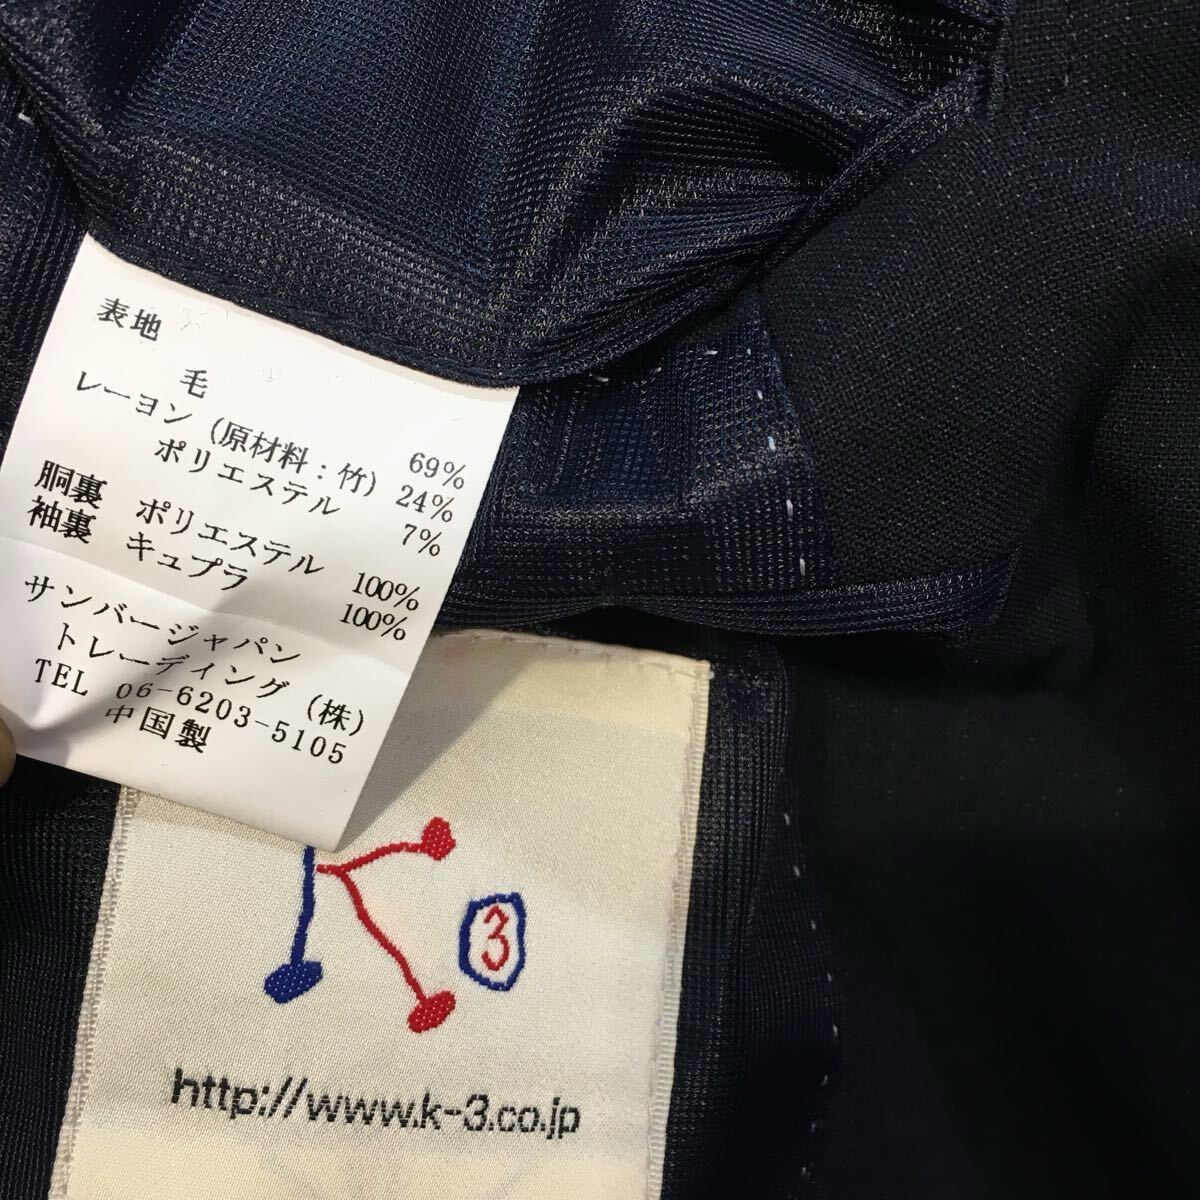 表地
毛 69%
レーヨン (原材料:竹) 24%
ポリエステル 7%
胴裏 ポリエステル 100%
袖裏 キュプラ 100%
サンバージャパン
トレーディング (株)
TEL 06-6203-5105
中国製
3
http://www.k-3.co.jp